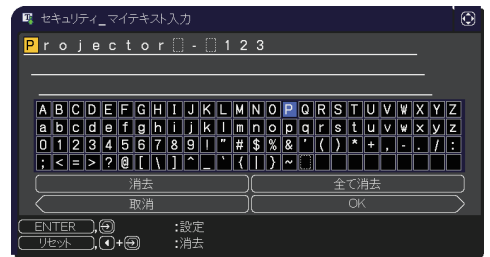 セキュリティ_マイテキスト入力
Projector - 123
A B C D E F G H I J K L M N O P Q R S T U V W X Y Z
a b c d e f g h i j k l m n o p q r s t u v w x y z
0 1 2 3 4 5 6 7 8 9 ! " # $ % & ' ( ) * + , - . / :
; < = > ? @ [ \ ] ^ _ ` { | } ~
消去 全て消去
取消 OK
ENTER , :設定
リセット , + :消去